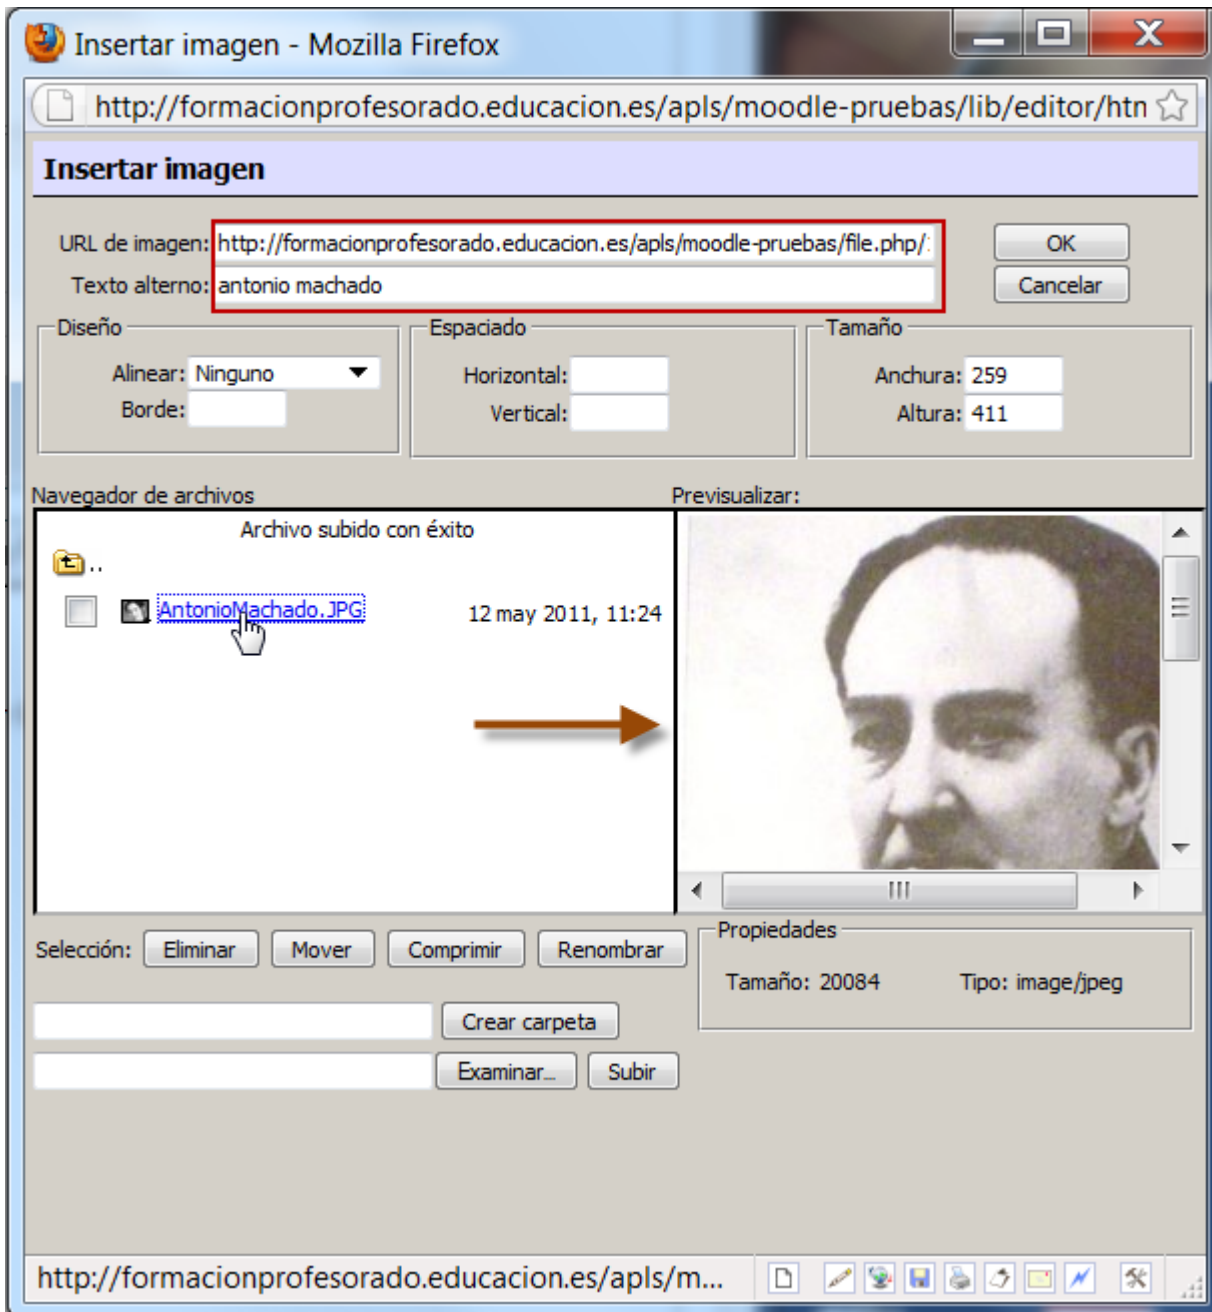 Insertar imagen - Mozilla Firefox
http://formacionprofesorado.educacion.es/apls/moodle-pruebas/lib/editor/htn
Insertar imagen
URL de imagen: http://formacionprofesorado.educacion.es/apls/moodle-pruebas/file.php/
OK
Texto alterno: antonio machado
Cancelar
Diseño
Espaciado
Tamaño
Alinear: Ninguno
Horizontal:
Anchura: 259
Borde:
Vertical:
Altura: 411
Navegador de archivos
Previsualizar:
Archivo subido con éxito
..
AntonioMachado.JPG 12 may 2011, 11:24
Selección: Eliminar Mover Comprimir Renombrar
Propiedades
Tamaño: 20084 Tipo: image/jpeg
Crear carpeta
Examinar... Subir
http://formacionprofesorado.educacion.es/apls/m...